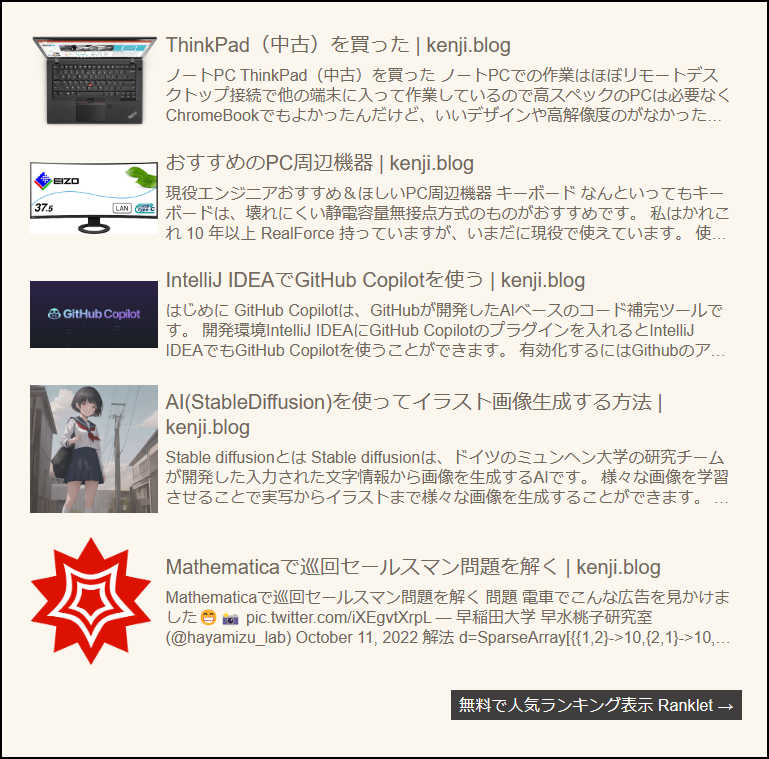 ThinkPad（中古）を買った | kenji.blog
ノートPC ThinkPad（中古）を買った ノートPCでの作業はほぼリモートデス
クトップ接続で他の端末に入って作業しているので高スペックのPCは必要なく
ChromeBookでもよかったんだけど、いいデザインや高解像度のがなかった…
EIZO
37.5
LAN
おすすめのPC周辺機器 | kenji.blog
現役エンジニアおすすめ＆ほしいPC周辺機器 キーボード なんといってもキー
ボードは、壊れにくい静電容量無接点方式のものがおすすめです。 私はかれこ
れ 10 年以上 RealForce 持っていますが、いまだに現役で使えています。 使…
GitHub Copilot
IntelliJ IDEAでGitHub Copilotを使う | kenji.blog
はじめに GitHub Copilotは、GitHubが開発したAIベースのコード補完ツールで
す。 開発環境IntelliJ IDEAにGitHub Copilotのプラグインを入れるとIntelliJ
IDEAでもGitHub Copilotを使うことができます。 有効化するにはGithubのア…
AI(StableDiffusion)を使ってイラスト画像生成する方法 |
kenji.blog
Stable diffusionとは Stable diffusionは、ドイツのミュンヘン大学の研究チーム
が開発した入力された文字情報から画像を生成するAIです。 様々な画像を学習
させることで実写からイラストまで様々な画像を生成することができます。 …
Mathematicaで巡回セールスマン問題を解く | kenji.blog
Mathematicaで巡回セールスマン問題を解く 問題 電車でこんな広告を見かけま
した😁 📸 pic.twitter.com/iXEgvtXrpL — 早稲田大学 早水桃子研究室
(@hayamizu_lab) October 11, 2022 解法 d=SparseArray[{{1,2}->10,{2,1}->10,…
無料で人気ランキング表示 Ranklet →